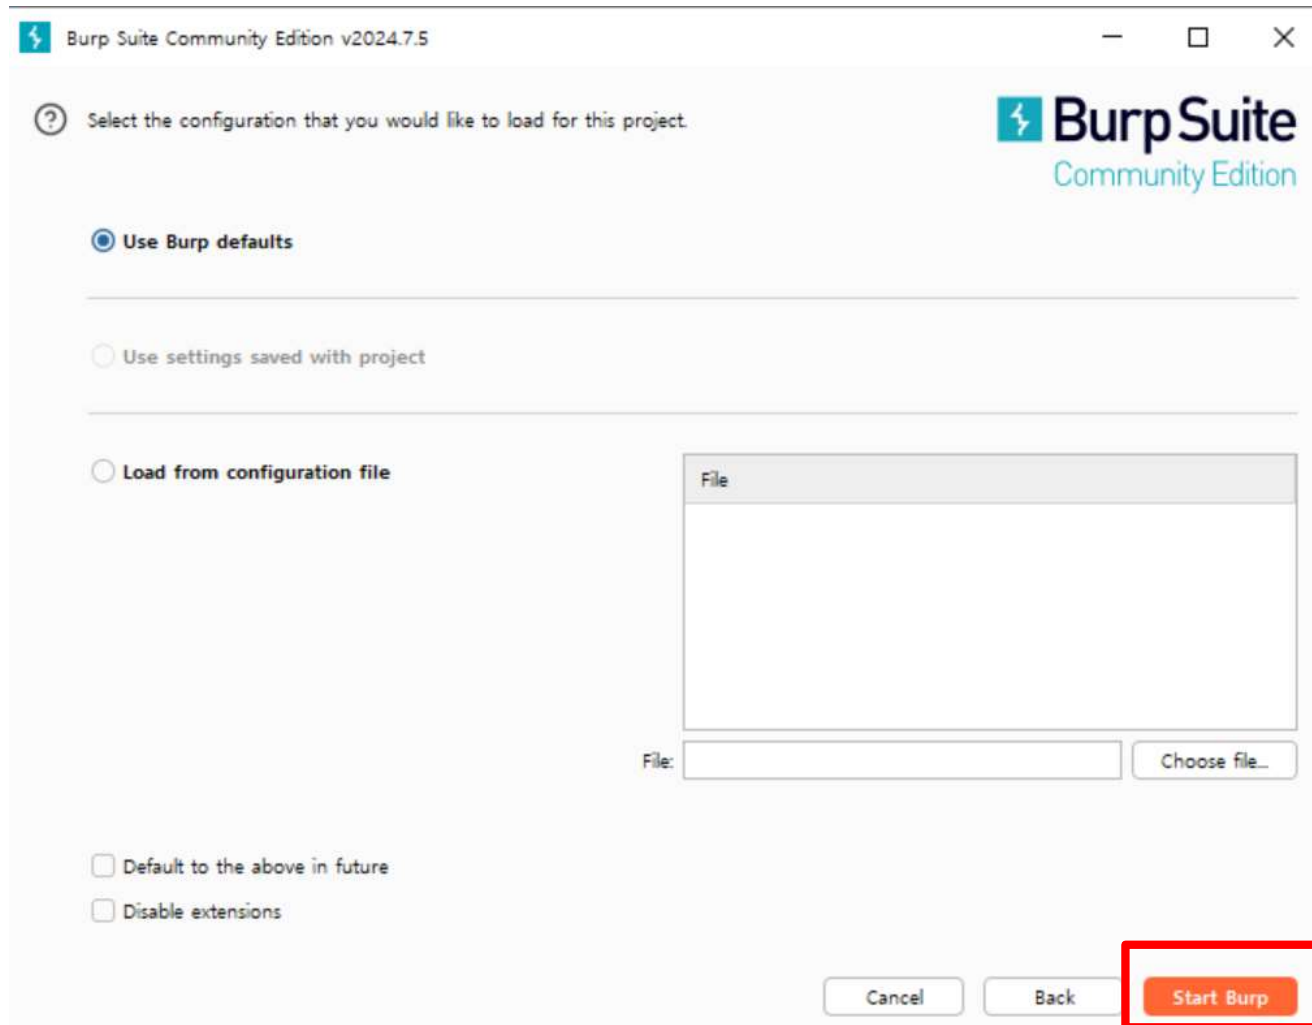 Burp Suite Community Edition v2024.7.5
Select the configuration that you would like to load for this project.
Burp Suite
Community Edition
Use Burp defaults
Use settings saved with project
Load from configuration file
File
File:
Choose file...
Default to the above in future
Disable extensions
Cancel
Back
Start Burp